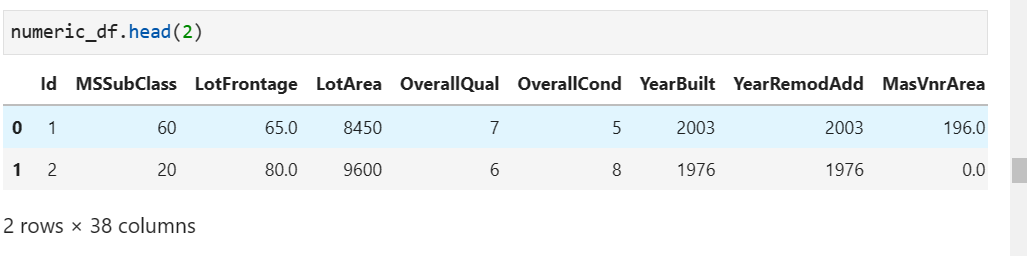 numeric_df.head(2)
Id MSSubClass LotFrontage LotArea OverallQual OverallCond YearBuilt YearRemodAdd MasVnrArea
0 1 60 65.0 8450 7 5 2003 2003 196.0
1 2 20 80.0 9600 6 8 1976 1976 0.0
2 rows × 38 columns